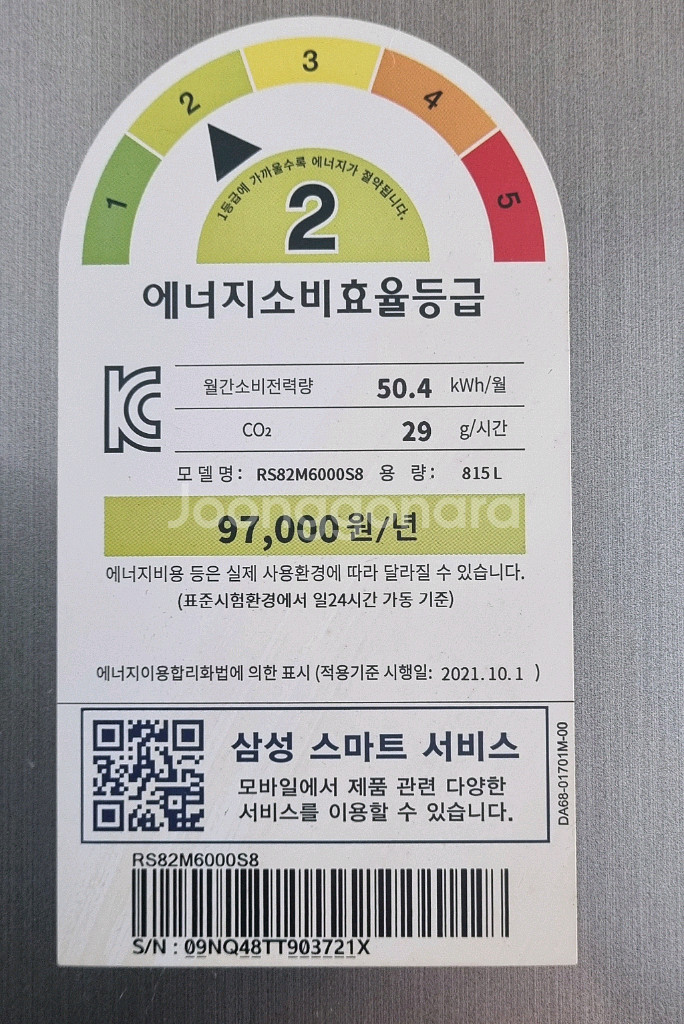 1 2 3 4 5
1등급에 가까울수록 에너지가 절약됩니다.
2
에너지소비효율등급
월간소비전력량 50.4 kWh/월
CO₂ 29 g/시간
모델명: RS82M6000S8 용 량: 815L
Joonggonara
97,000원/년
에너지비용 등은 실제 사용환경에 따라 달라질 수 있습니다.
(표준시험환경에서 일24시간 가동 기준)
에너지이용합리화법에 의한 표시 (적용기준 시행일: 2021.10.1 )
삼성 스마트 서비스
모바일에서 제품 관련 다양한
서비스를 이용할 수 있습니다.
DA68-01701M-00
RS82M6000S8
S/N : 09NQ48TT903721X